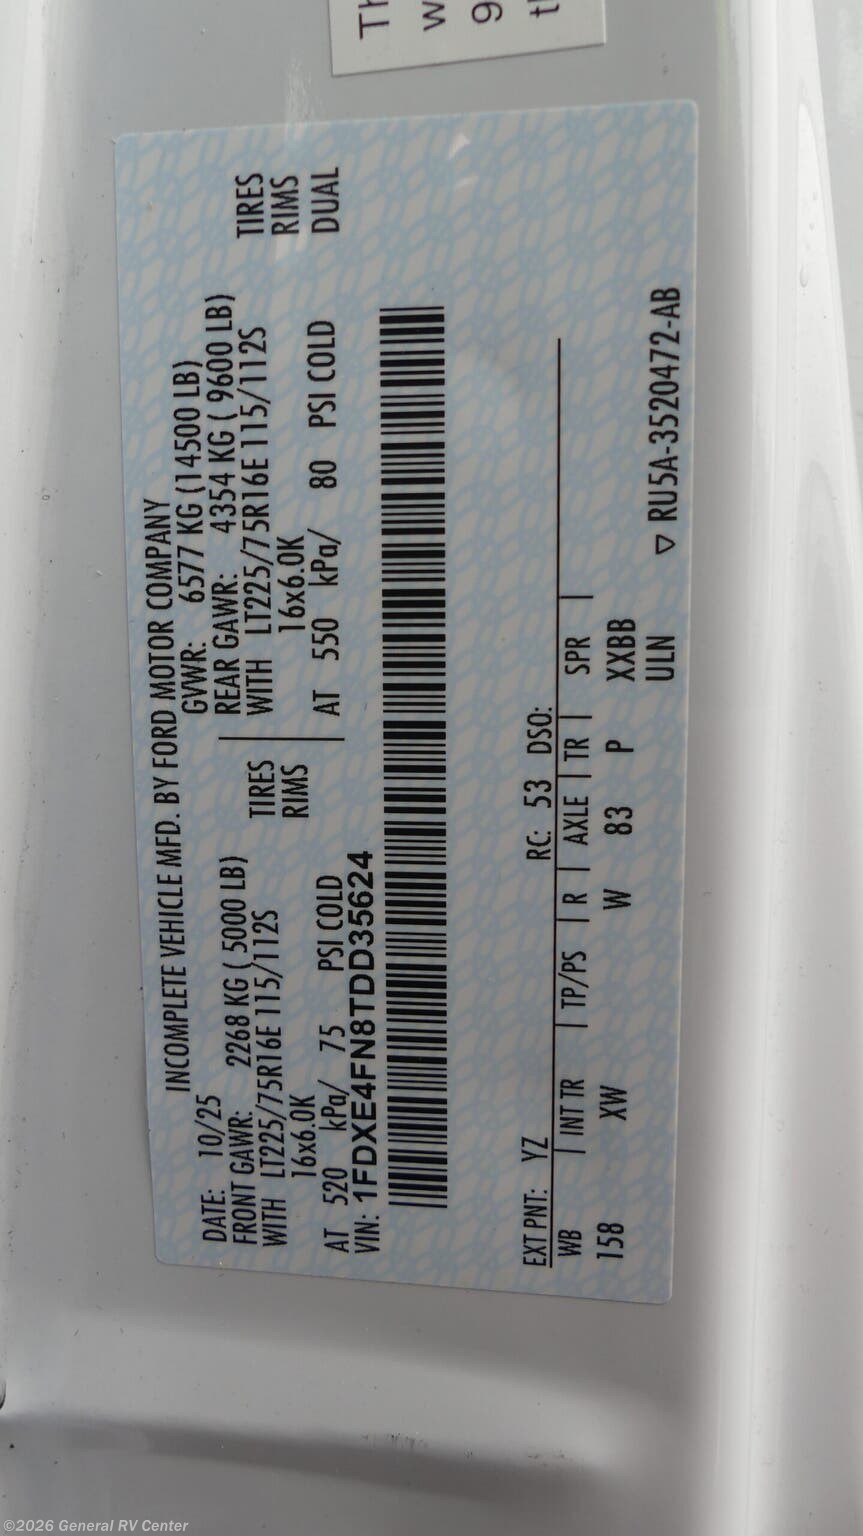 INCOMPLETE VEHICLE MFD. BY FORD MOTOR COMPANY
DATE: 10/25 GVWR: 6577 KG (14500 LB)
FRONT GAWR: 2268 KG ( 5000 LB) REAR GAWR: 4354 KG ( 9600 LB)
WITH LT225/75R16E 115/112S TIRES WITH LT225/75R16E 115/112S TIRES
16x6.0K RIMS 16x6.0K RIMS
AT 520 kPa/ 75 PSI COLD AT 550 kPa/ 80 PSI COLD DUAL
VIN: 1FDXE4FN8TDD35624
EXT PNT: YZ RC: 53 DSO:
WB | INT TR | TP/PS | R | AXLE | TR | SPR |
158 XW W 83 P XXBB
ULN
▽ RU5A-3520472-AB
©2026 General RV Center